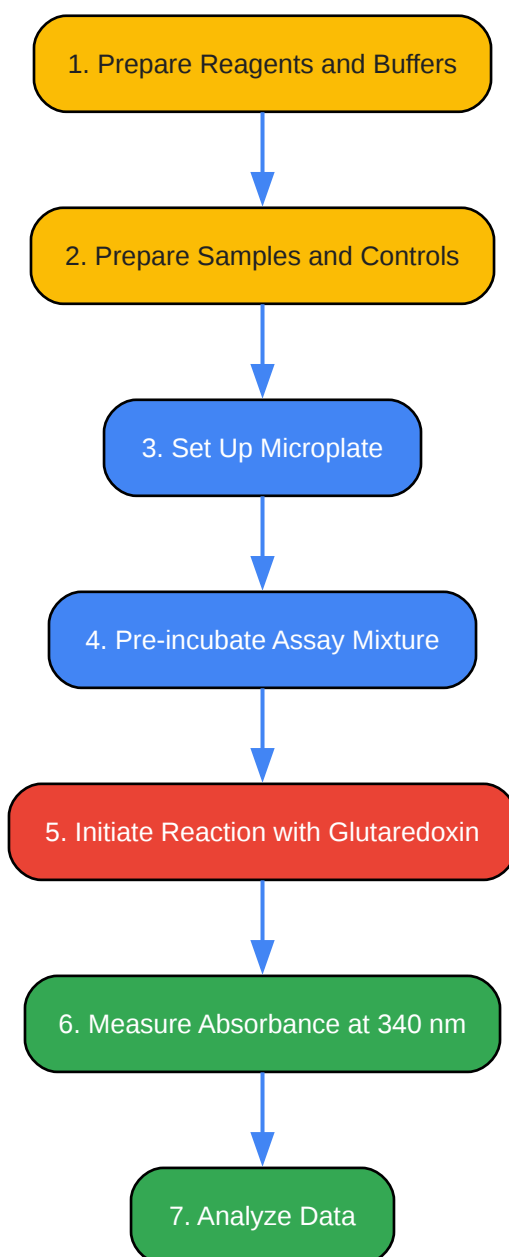 1. Prepare Reagents and Buffers
2. Prepare Samples and Controls
3. Set Up Microplate
4. Pre-incubate Assay Mixture
5. Initiate Reaction with Glutaredoxin
6. Measure Absorbance at 340 nm
7. Analyze Data